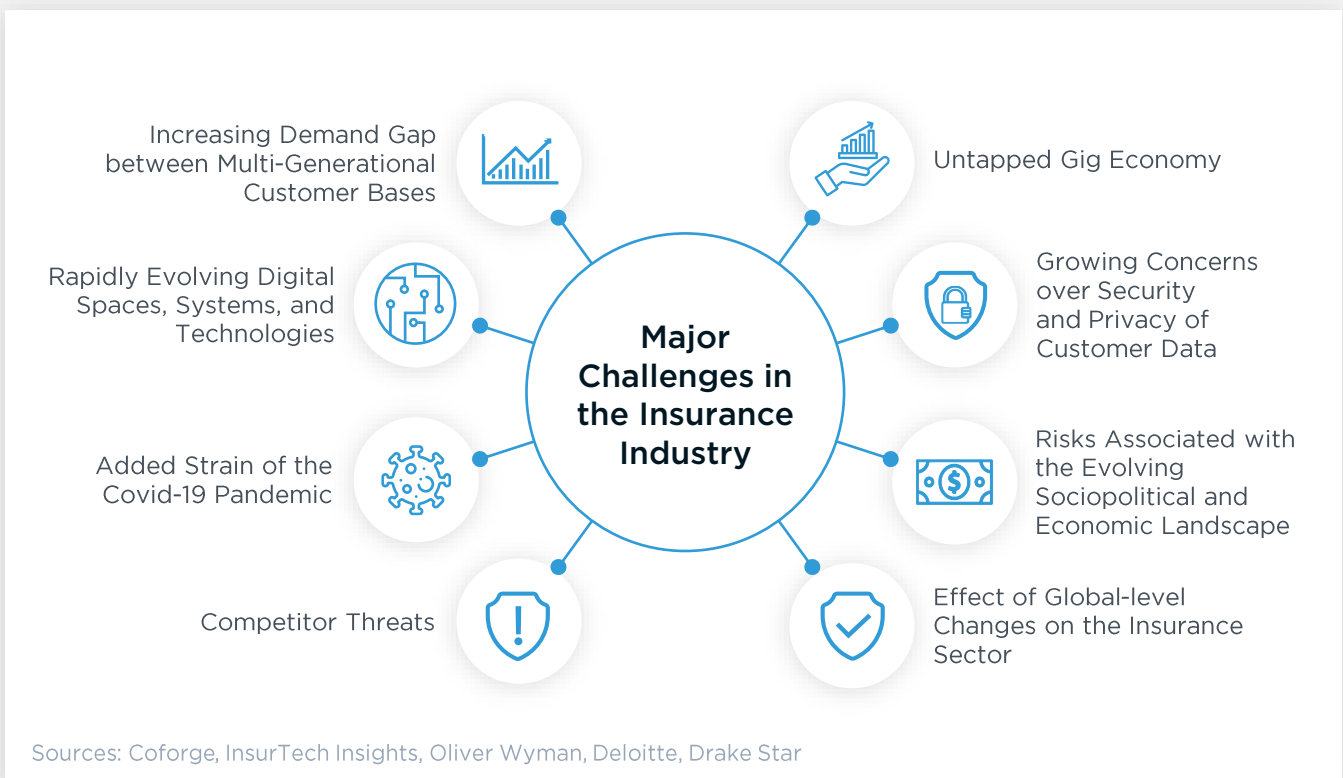 Increasing Demand Gap
between Multi-Generational
Customer Bases
Rapidly Evolving Digital
Spaces, Systems, and
Technologies
Added Strain of the
Covid-19 Pandemic
Competitor Threats
Major
Challenges in
the Insurance
Industry
Untapped Gig Economy
Growing Concerns
over Security
and Privacy of
Customer Data
Risks Associated with
the Evolving
Sociopolitical and
Economic Landscape
Effect of Global-level
Changes on the Insurance
Sector
Sources: Coforge, InsurTech Insights, Oliver Wyman, Deloitte, Drake Star